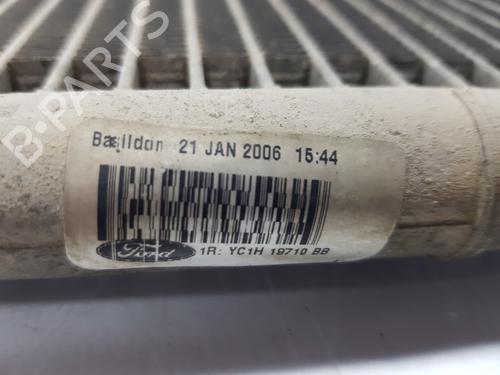 Basildon 21 JAN 2006 15:44
Ford 1R: YC1H 19710 BB
B-PARTS